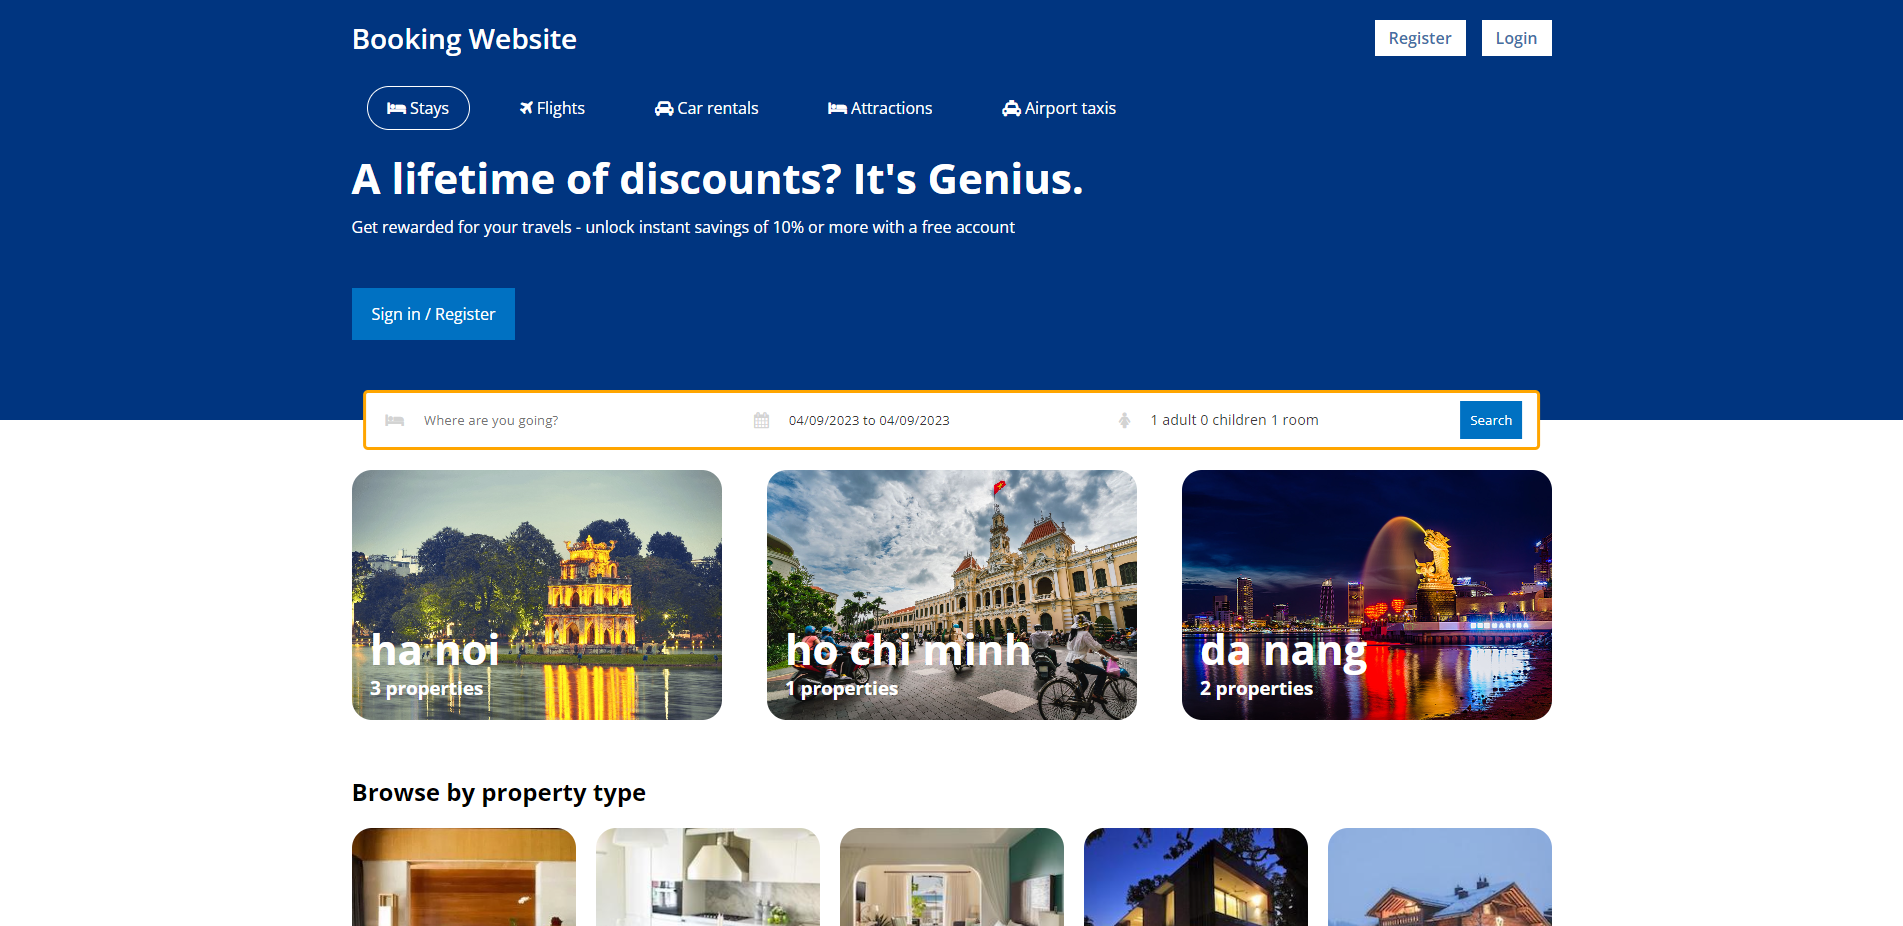 Booking Website
Register
Login
Stays
Flights
Car rentals
Attractions
Airport taxis
A lifetime of discounts? It's Genius.
Get rewarded for your travels - unlock instant savings of 10% or more with a free account
Sign in / Register
Where are you going?
04/09/2023 to 04/09/2023
1 adult 0 children 1 room
Search
ha noi
3 properties
ho chi minh
1 properties
da nang
2 properties
Browse by property type